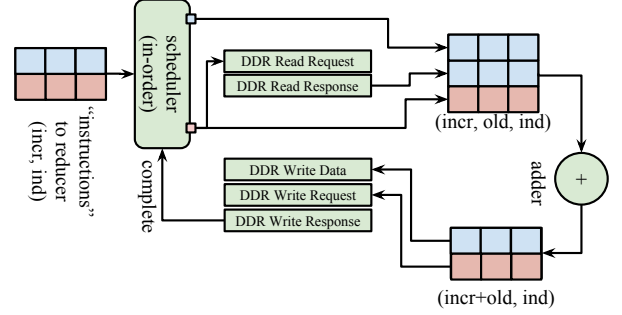 scheduler
(in-order)
"instructions"
to reducer
(incr, ind)
DDR Read Request
DDR Read Response
(incr, old, ind)
adder
+
complete
DDR Write Data
DDR Write Request
DDR Write Response
(incr+old, ind)